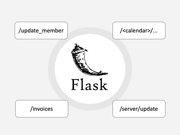 /update_member
/<calendar>/...
Flask
/invoices
/server/update